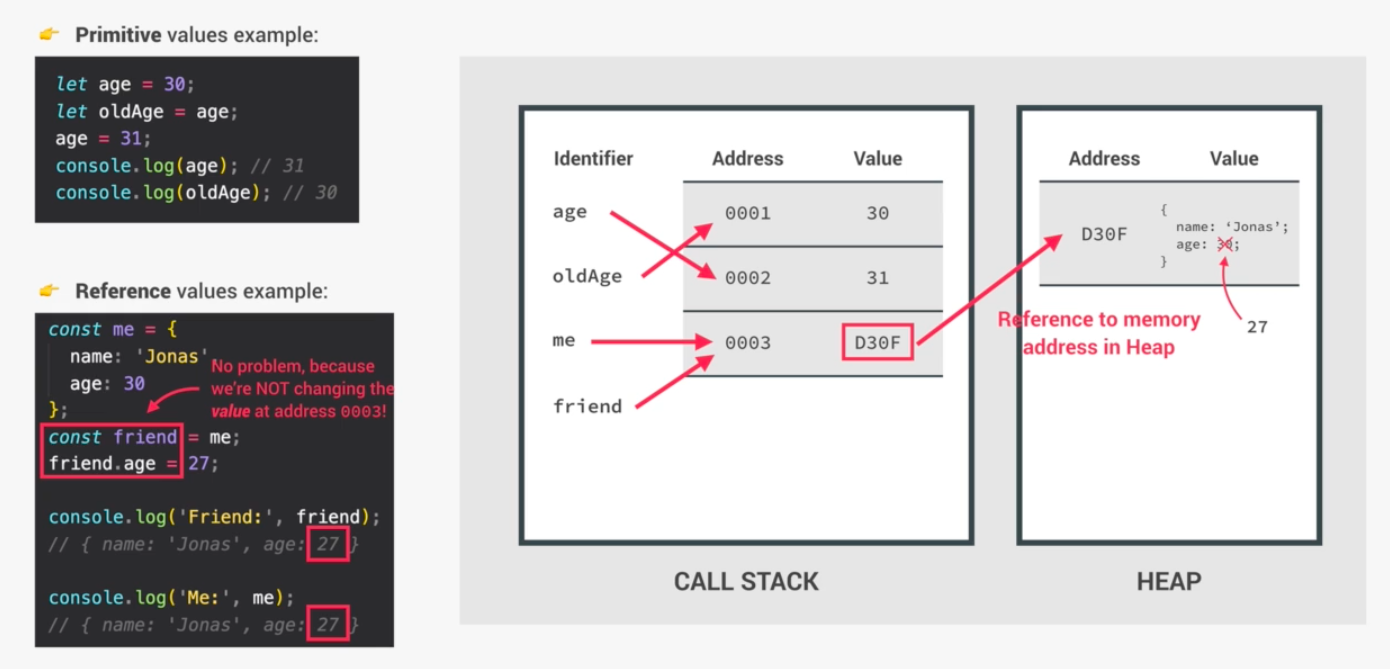 👉 Primitive values example:
let age = 30;
let oldAge = age;
age = 31;
console.log(age); // 31
console.log(oldAge); // 30
👉 Reference values example:
const me = {
name: 'Jonas',
age: 30
};
const friend = me;
friend.age = 27;
No problem, because
we're NOT changing the
value at address 0003!
console.log('Friend:', friend);
// { name: 'Jonas', age: 27 }
console.log('Me:', me);
// { name: 'Jonas', age: 27 }
Identifier Address Value
age 0001 30
oldAge 0002 31
me 0003 D30F
friend
CALL STACK
Address Value
D30F
{
name: ‘Jonas’;
age: 30;
}
27
Reference to memory
address in Heap
HEAP